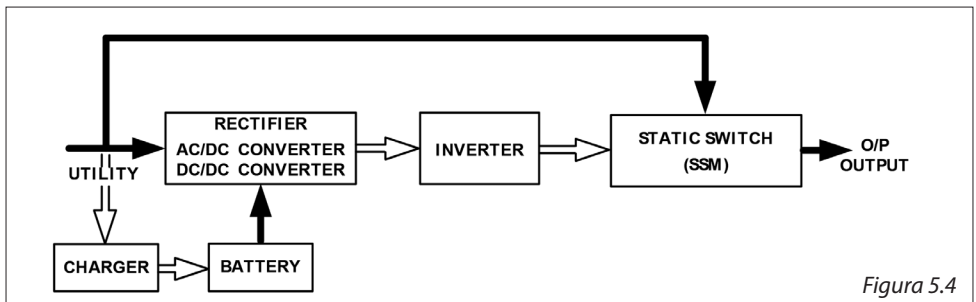 RECTIFIER
AC/DC CONVERTER
DC/DC CONVERTER
INVERTER
STATIC SWITCH
(SSM)
O/P
OUTPUT
UTILITY
CHARGER
BATTERY
Figura 5.4